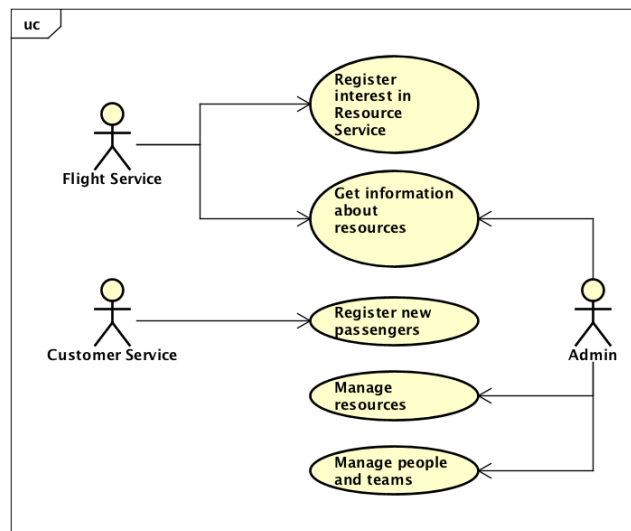 uc
Register
interest in
Resource
Service
Flight Service
Get information
about
resources
Register new
passengers
Customer Service
Admin
Manage
resources
Manage people
and teams